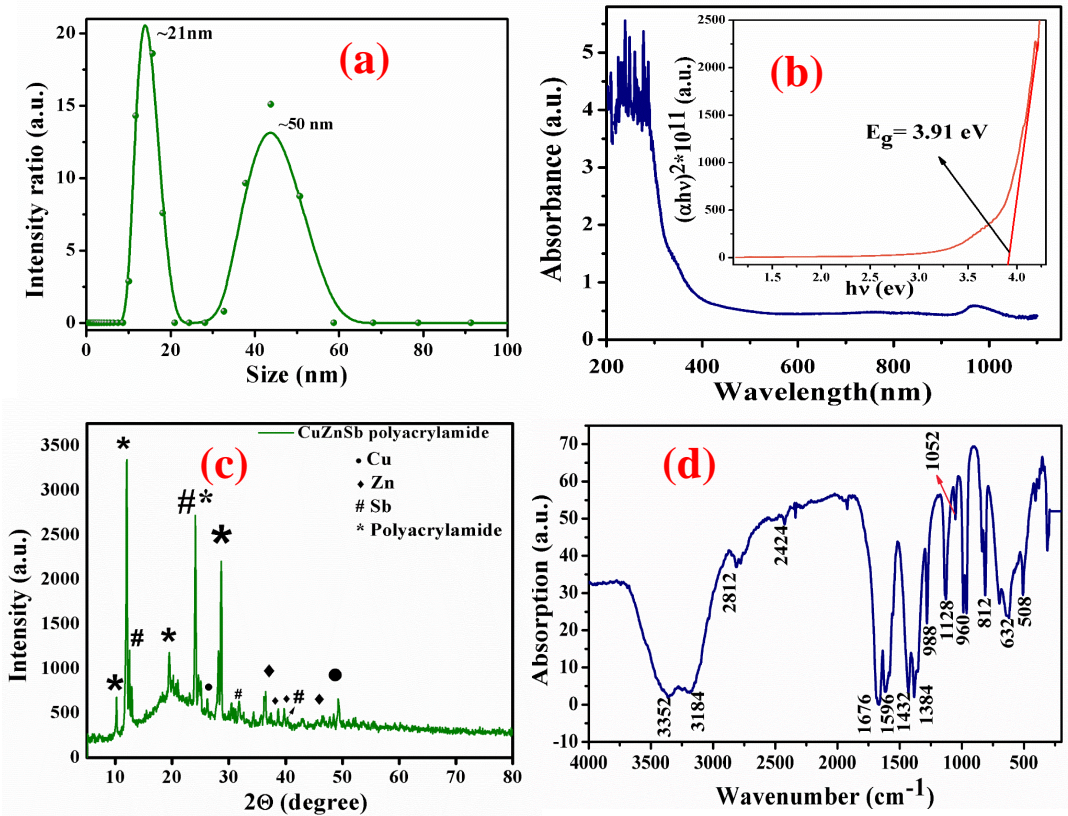 (a)
~21nm
~50 nm
Intensity ratio (a.u.)
20
15
10
5
0
0 20 40 60 80 100
Size (nm)
(b)
Absorbance (a.u.)
5
4
3
2
1
0
200 400 600 800 1000
Wavelength(nm)
(αhν)^2*10^11 (a.u.)
2500
2000
1500
1000
500
0
E_g= 3.91 eV
1.5 2.0 2.5 3.0 3.5 4.0
hν (ev)
(c)
CuZnSb polyacrylamide
• Cu
♦ Zn
# Sb
* Polyacrylamide
Intensity (a.u.)
3500
3000
2500
2000
1500
1000
500
0
* * # * #* * # ♦ ♦ ♦ # ♦
10 20 30 40 50 60 70 80
2Θ (degree)
(d)
Absorption (a.u.)
70
60
50
40
30
20
10
0
-10
3352
3184
2812
2424
1676
1596
1432
1384
988
1128
1052
960
812
632
508
4000 3500 3000 2500 2000 1500 1000 500
Wavenumber (cm^-1)